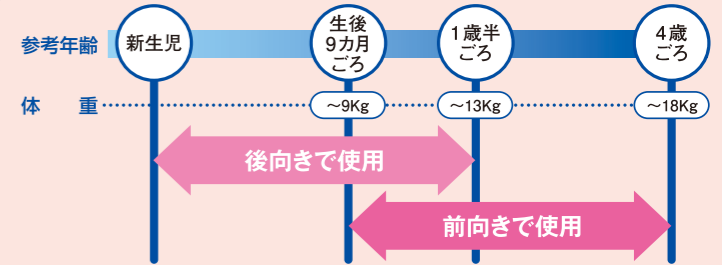 参考年齢
新生児
生後
9カ月
ごろ
1歳半
ごろ
4歳
ごろ
体 重
～9Kg
～13Kg
～18Kg
後向きで使用
前向きで使用